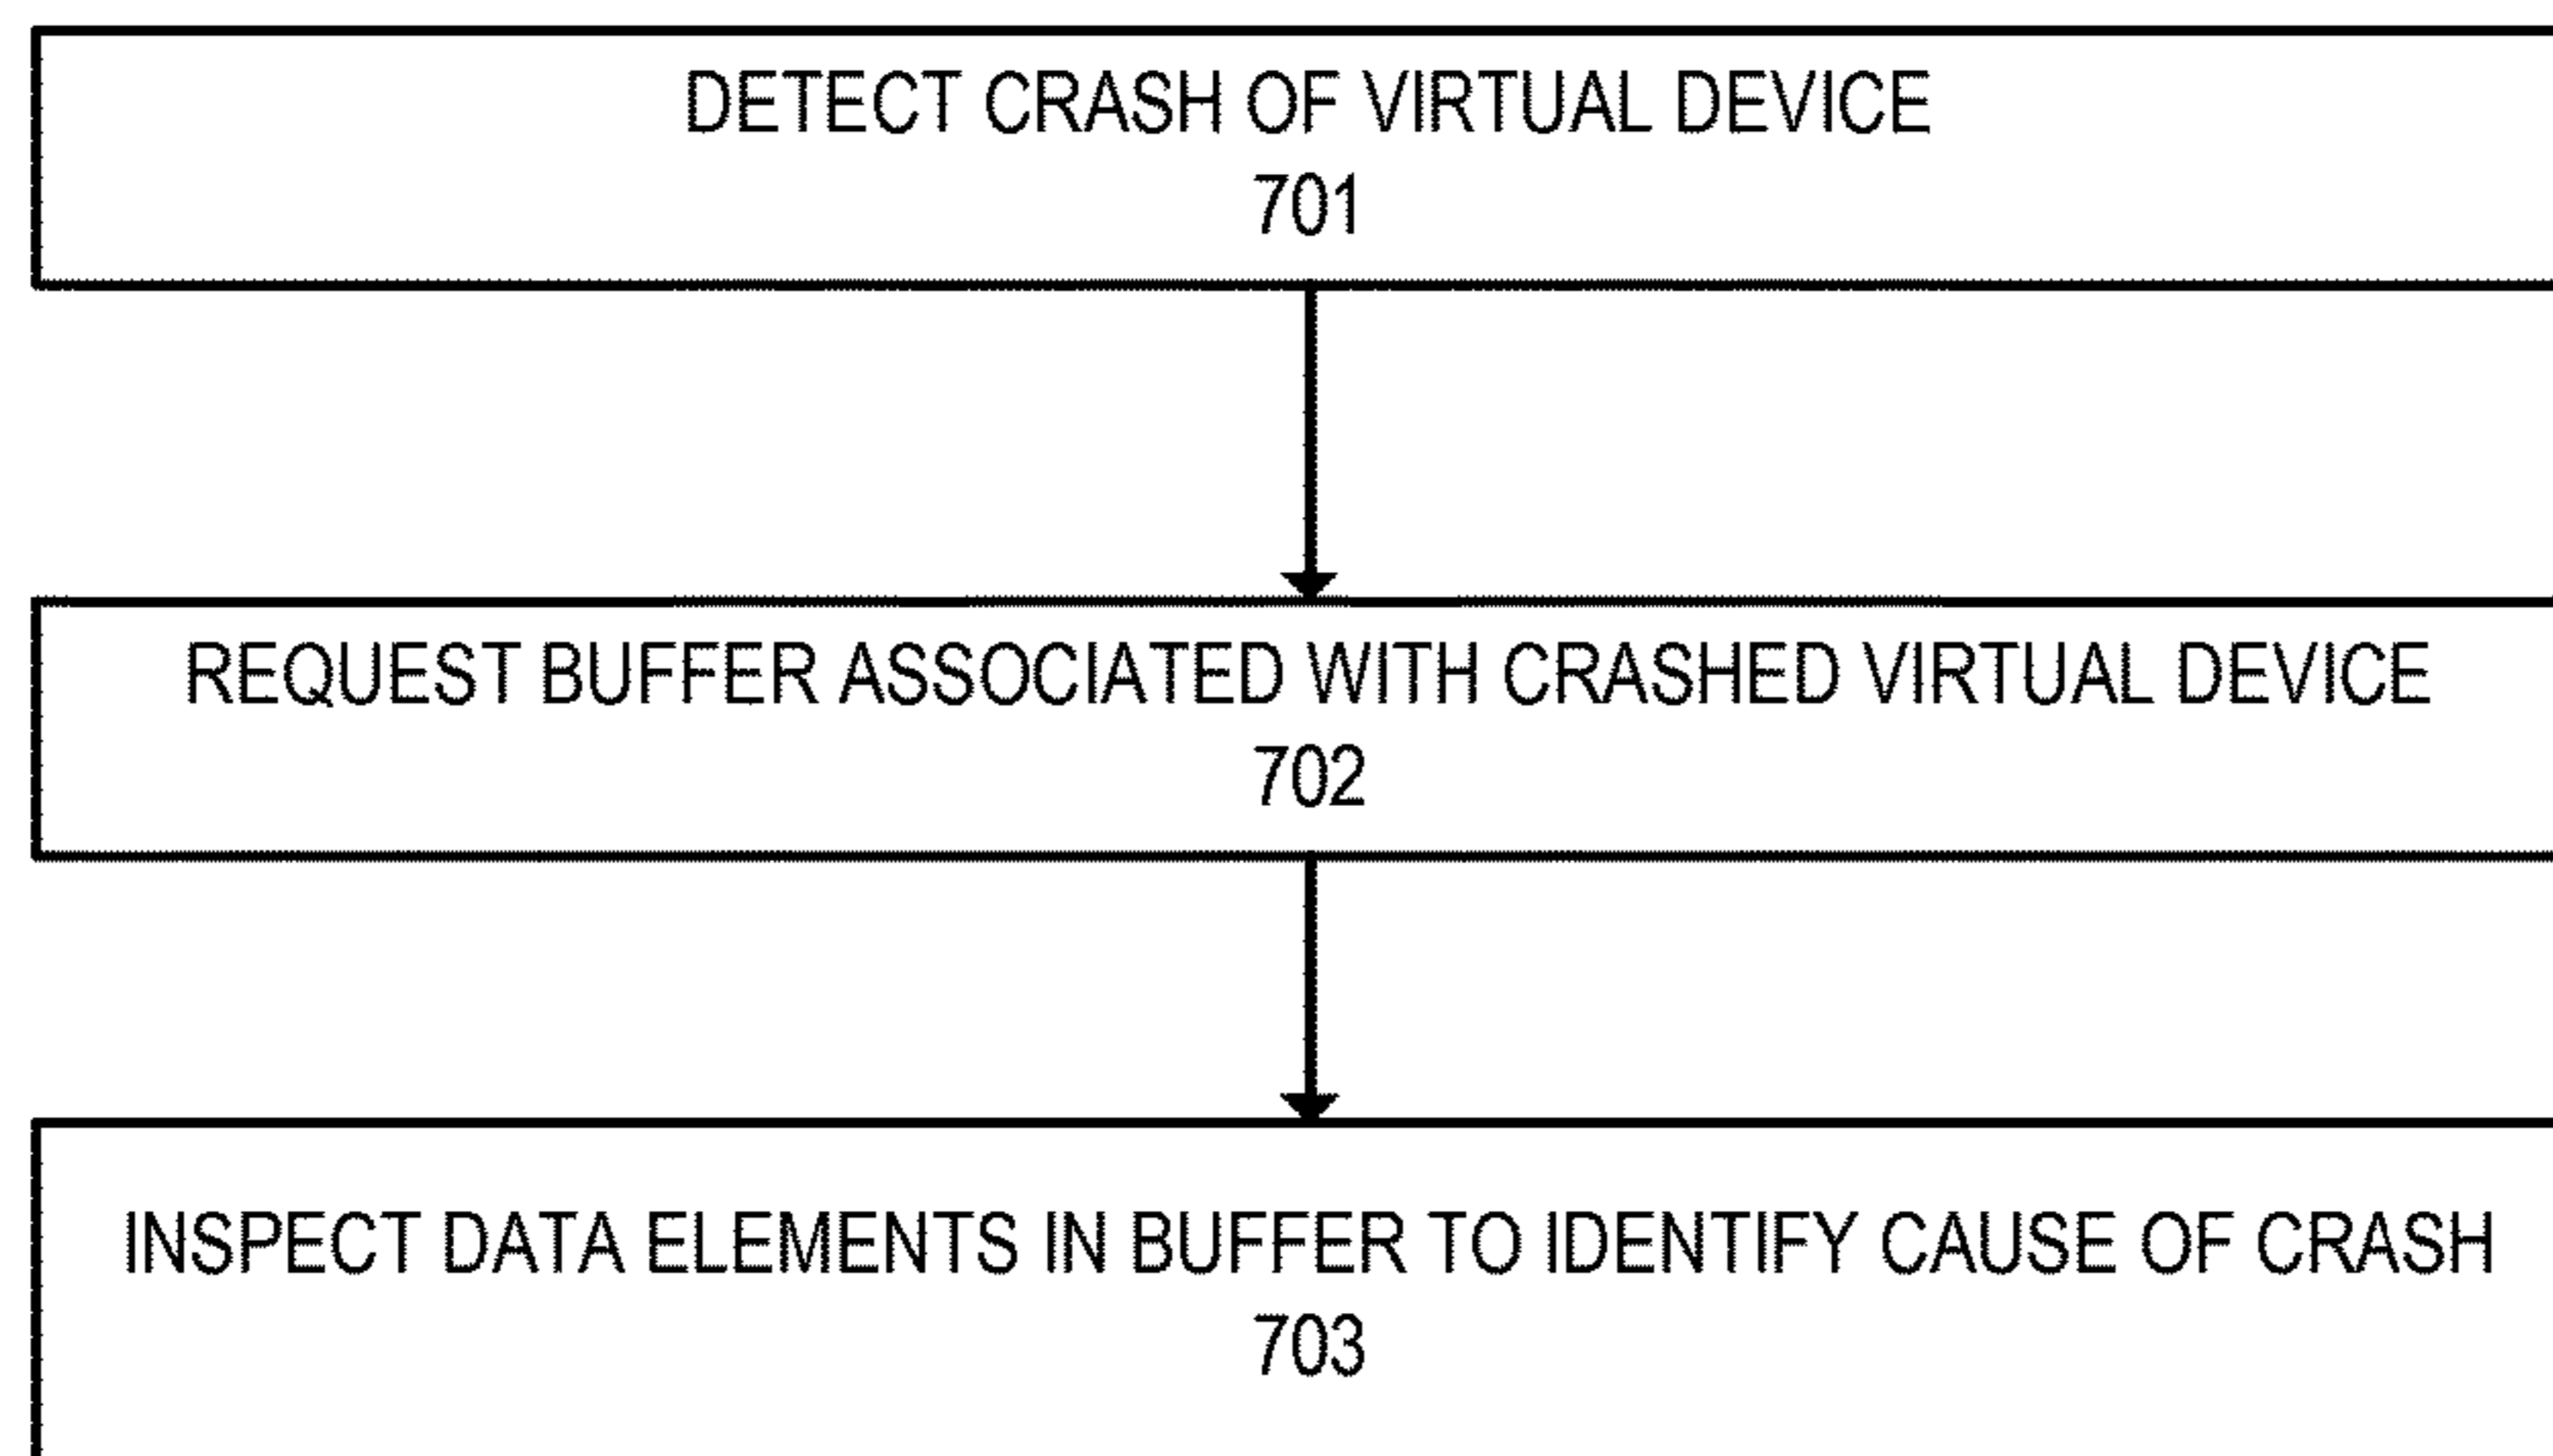 DETECT CRASH OF VIRTUAL DEVICE
701
REQUEST BUFFER ASSOCIATED WITH CRASHED VIRTUAL DEVICE
702
INSPECT DATA ELEMENTS IN BUFFER TO IDENTIFY CAUSE OF CRASH
703